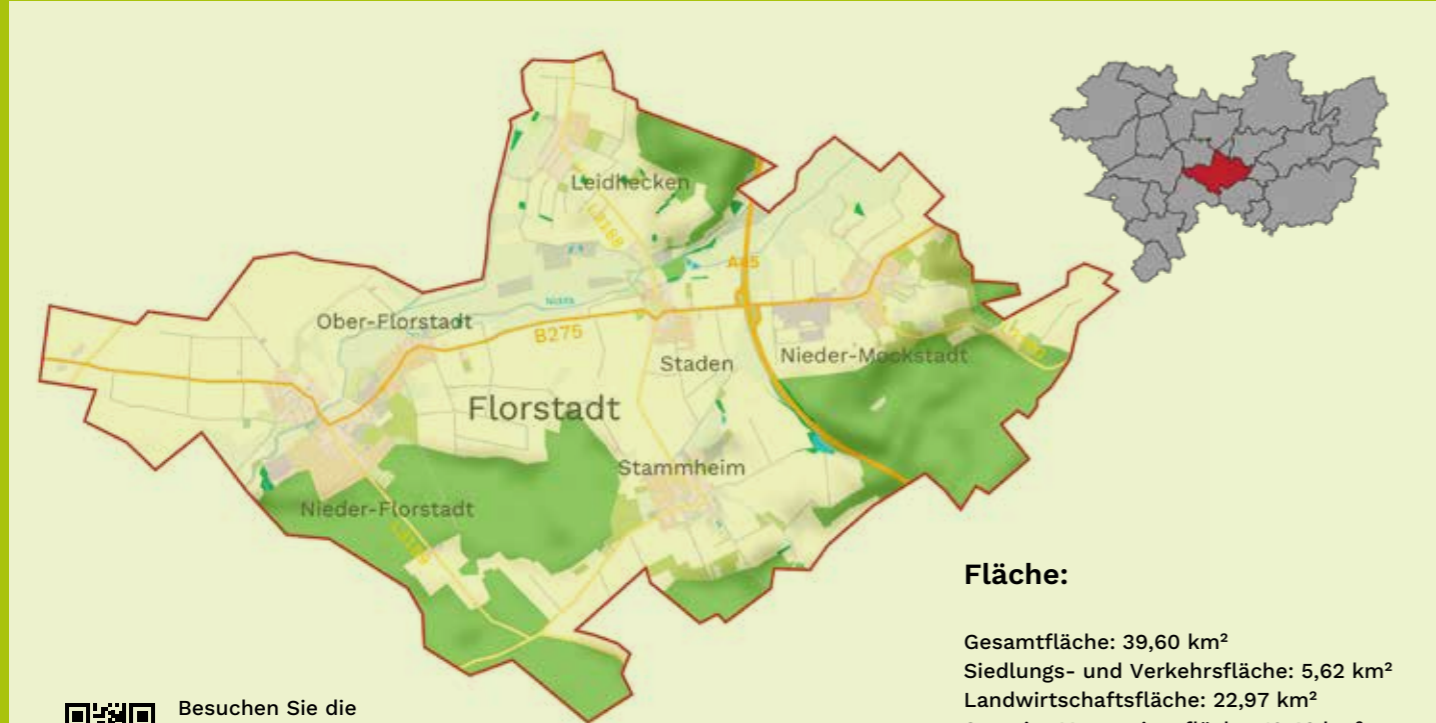 Leidhecken
L3188
A45
Nidda
Ober-Florstadt
B275
Staden
Nieder-Mockstadt
Florstadt
Stammheim
Nieder-Florstadt
Fläche:
Gesamtfläche: 39,60 km²
Siedlungs- und Verkehrsfläche: 5,62 km²
Landwirtschaftsfläche: 22,97 km²
Besuchen Sie die